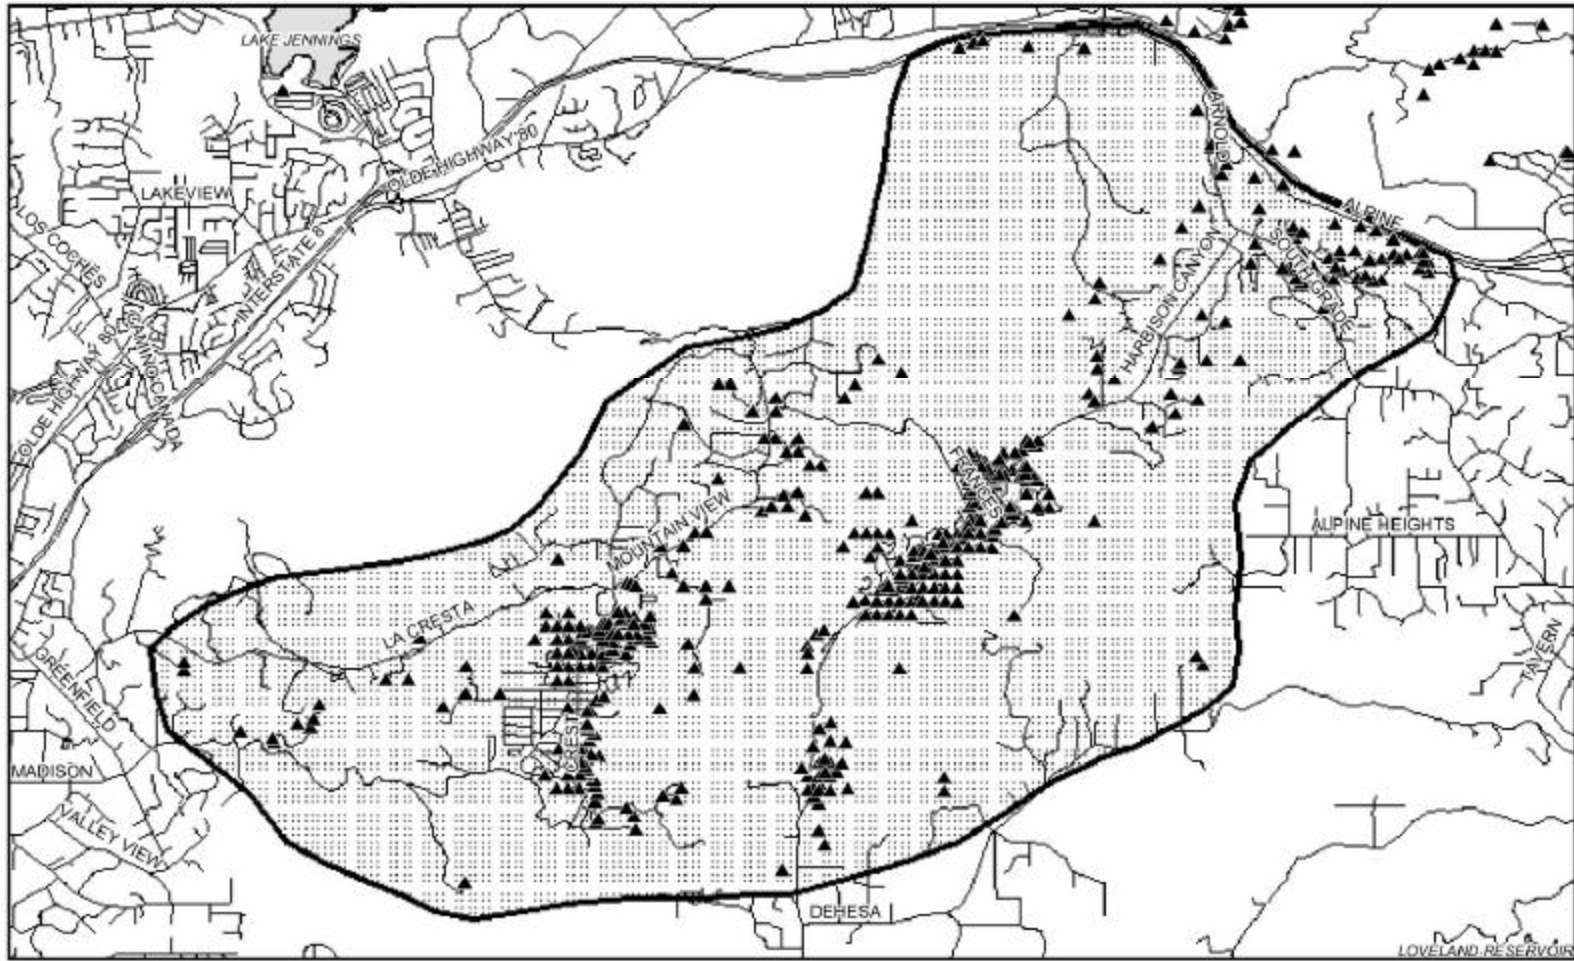 LAKE JENNINGS
OLDE HIGHWAY 80
ARNOLD
LAKEVIEW
LOS COCHES
ALPINE
INTERSTATE 8
SOUTH GRADE
HARBISON CANYON
OLDE HIGHWAY 80
CAMINO CANADA
FRANCES
MOUNTAIN VIEW
ALPINE HEIGHTS
LA CRESTA
GREENFIELD
TAVERN
CREST
MADISON
VALLEY VIEW
DEHESA
LOVELAND RESERVOIR